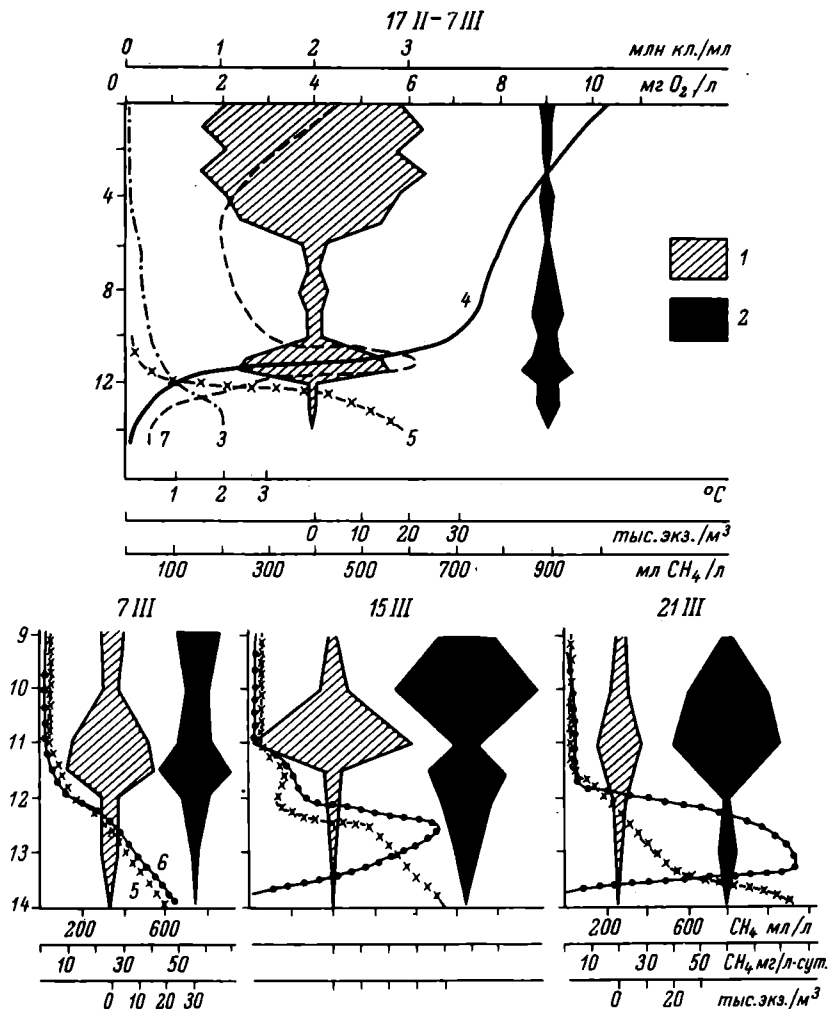 17 II – 7 III
0 1 2 3 млн кл./мл
0 2 4 6 8 10 мг O₂/л
4
8
12
4
7 3 5
1
2
1 2 3 °C
0 10 20 30 тыс.экз./м³
100 300 500 700 900 мл CH₄/л
7 III 15 III 21 III
9
10
11
12
13
14
6
5
200 600 CH₄ мл/л
10 30 50
0 10 20 30
200 600 CH₄ мл/л
10 30 50 CH₄ мг/л·сут.
0 20 тыс.экз./м³